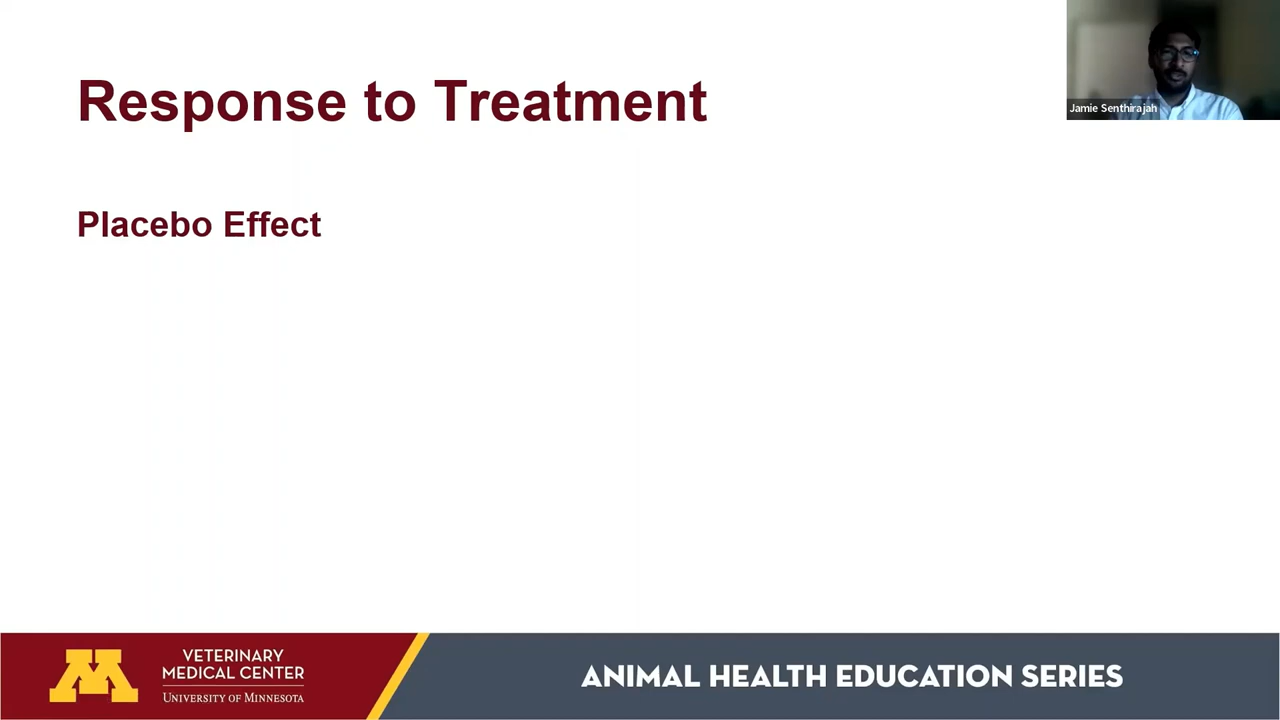 Response to Treatment
Jamie Senthirajah
Placebo Effect
VETERINARY
MEDICAL CENTER
UNIVERSITY OF MINNESOTA
ANIMAL HEALTH EDUCATION SERIES